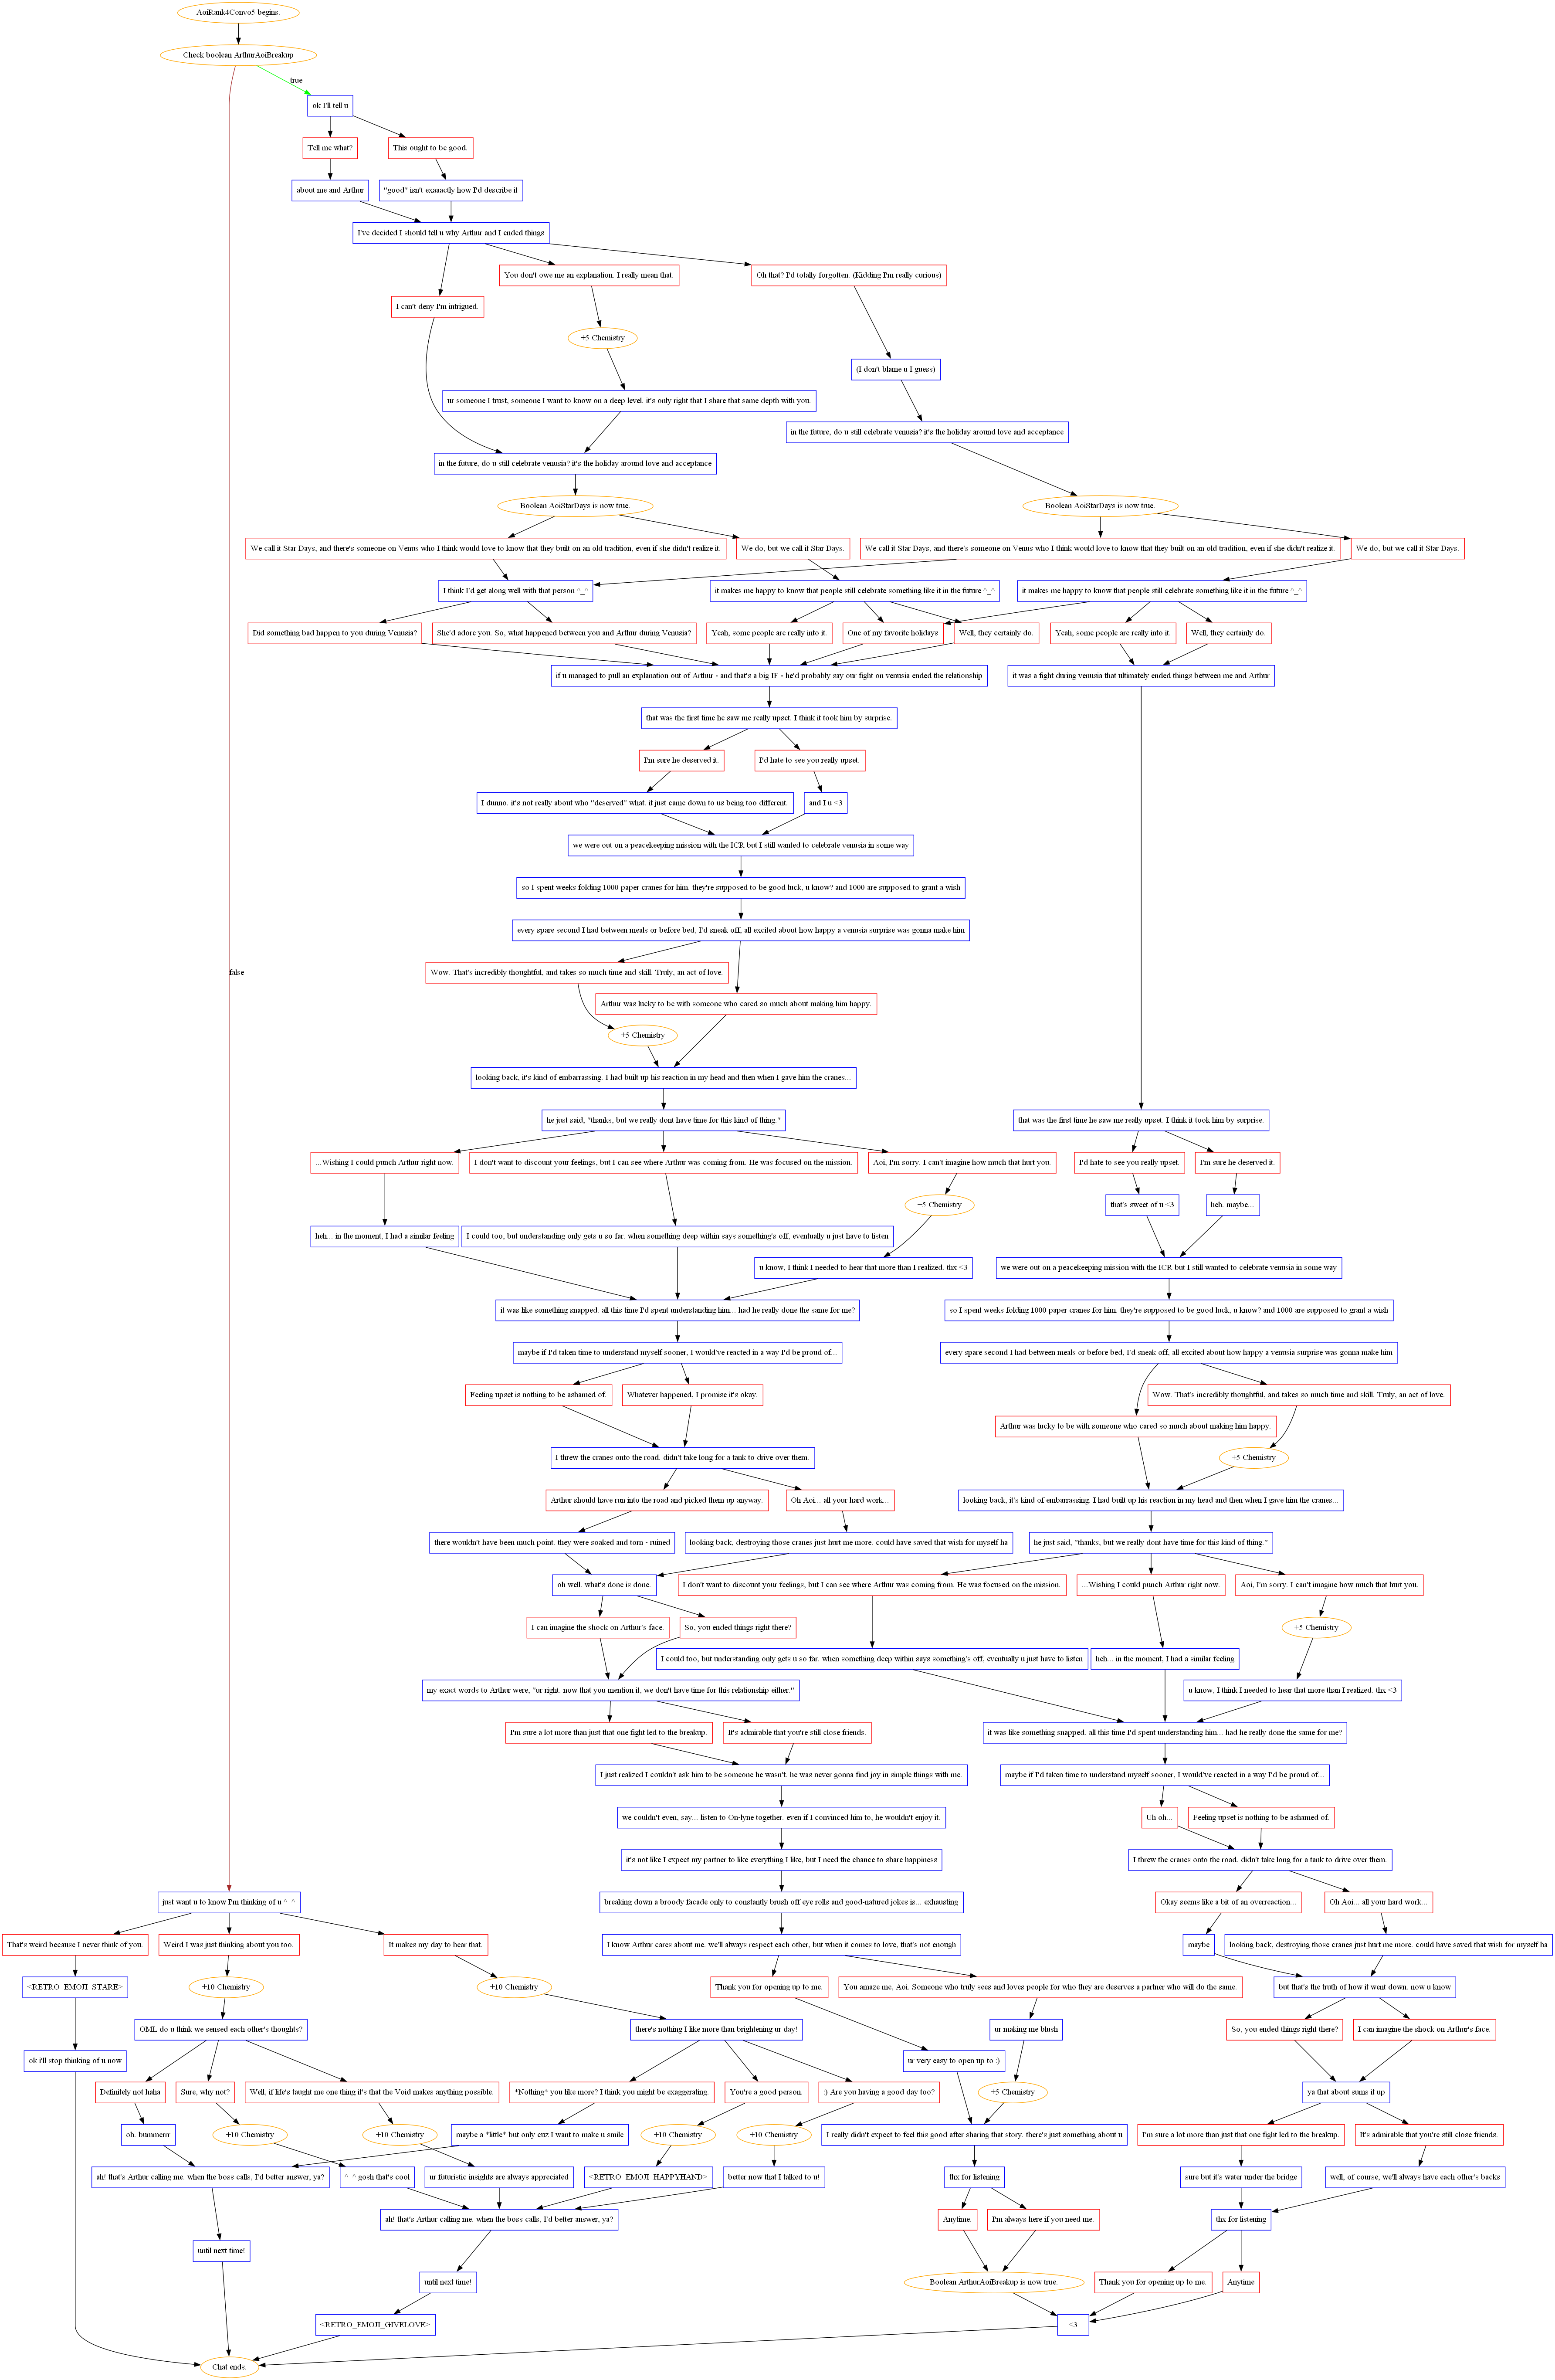 AoiRank4Convo5 begins.
Check boolean ArthurAoiBreakup
true
ok I'll tell u
Tell me what?
This ought to be good.
about me and Arthur
"good" isn't exaaactly how I'd describe it
I've decided I should tell u why Arthur and I ended things
You don't owe me an explanation. I really mean that.
Oh that? I'd totally forgotten. (Kidding I'm really curious)
I can't deny I'm intrigued.
+5 Chemistry
(I don't blame u I guess)
ur someone I trust, someone I want to know on a deep level. it's only right that I share that same depth with you.
in the future, do u still celebrate venusia? it's the holiday around love and acceptance
in the future, do u still celebrate venusia? it's the holiday around love and acceptance
Boolean AoiStarDays is now true.
Boolean AoiStarDays is now true.
We call it Star Days, and there's someone on Venus who I think would love to know that they built on an old tradition, even if she didn't realize it.
We do, but we call it Star Days.
We call it Star Days, and there's someone on Venus who I think would love to know that they built on an old tradition, even if she didn't realize it.
We do, but we call it Star Days.
I think I'd get along well with that person ^_^
it makes me happy to know that people still celebrate something like it in the future ^_^
it makes me happy to know that people still celebrate something like it in the future ^_^
Did something bad happen to you during Venusia?
She'd adore you. So, what happened between you and Arthur during Venusia?
Yeah, some people are really into it.
One of my favorite holidays
Well, they certainly do.
Yeah, some people are really into it.
Well, they certainly do.
if u managed to pull an explanation out of Arthur - and that's a big IF - he'd probably say our fight on venusia ended the relationship
it was a fight during venusia that ultimately ended things between me and Arthur
that was the first time he saw me really upset. I think it took him by surprise.
I'm sure he deserved it.
I'd hate to see you really upset.
I dunno. it's not really about who "deserved" what. it just came down to us being too different.
and I u <3
we were out on a peacekeeping mission with the ICR but I still wanted to celebrate venusia in some way
so I spent weeks folding 1000 paper cranes for him. they're supposed to be good luck, u know? and 1000 are supposed to grant a wish
every spare second I had between meals or before bed, I'd sneak off, all excited about how happy a venusia surprise was gonna make him
Wow. That's incredibly thoughtful, and takes so much time and skill. Truly, an act of love.
false
Arthur was lucky to be with someone who cared so much about making him happy.
+5 Chemistry
looking back, it's kind of embarrassing. I had built up his reaction in my head and then when I gave him the cranes...
he just said, "thanks, but we really dont have time for this kind of thing."
that was the first time he saw me really upset. I think it took him by surprise.
...Wishing I could punch Arthur right now.
I don't want to discount your feelings, but I can see where Arthur was coming from. He was focused on the mission.
Aoi, I'm sorry. I can't imagine how much that hurt you.
I'd hate to see you really upset.
I'm sure he deserved it.
+5 Chemistry
that's sweet of u <3
heh. maybe...
heh... in the moment, I had a similar feeling
I could too, but understanding only gets u so far. when something deep within says something's off, eventually u just have to listen
u know, I think I needed to hear that more than I realized. thx <3
we were out on a peacekeeping mission with the ICR but I still wanted to celebrate venusia in some way
it was like something snapped. all this time I'd spent understanding him... had he really done the same for me?
so I spent weeks folding 1000 paper cranes for him. they're supposed to be good luck, u know? and 1000 are supposed to grant a wish
maybe if I'd taken time to understand myself sooner, I would've reacted in a way I'd be proud of...
every spare second I had between meals or before bed, I'd sneak off, all excited about how happy a venusia surprise was gonna make him
Feeling upset is nothing to be ashamed of.
Whatever happened, I promise it's okay.
Wow. That's incredibly thoughtful, and takes so much time and skill. Truly, an act of love.
Arthur was lucky to be with someone who cared so much about making him happy.
I threw the cranes onto the road. didn't take long for a tank to drive over them.
+5 Chemistry
Arthur should have run into the road and picked them up anyway.
Oh Aoi... all your hard work...
looking back, it's kind of embarrassing. I had built up his reaction in my head and then when I gave him the cranes...
there wouldn't have been much point. they were soaked and torn - ruined
looking back, destroying those cranes just hurt me more. could have saved that wish for myself ha
he just said, "thanks, but we really dont have time for this kind of thing."
oh well. what's done is done.
I don't want to discount your feelings, but I can see where Arthur was coming from. He was focused on the mission.
...Wishing I could punch Arthur right now.
Aoi, I'm sorry. I can't imagine how much that hurt you.
I can imagine the shock on Arthur's face.
So, you ended things right there?
+5 Chemistry
I could too, but understanding only gets u so far. when something deep within says something's off, eventually u just have to listen
heh... in the moment, I had a similar feeling
my exact words to Arthur were, "ur right. now that you mention it, we don't have time for this relationship either."
u know, I think I needed to hear that more than I realized. thx <3
I'm sure a lot more than just that one fight led to the breakup.
It's admirable that you're still close friends.
it was like something snapped. all this time I'd spent understanding him... had he really done the same for me?
I just realized I couldn't ask him to be someone he wasn't. he was never gonna find joy in simple things with me.
maybe if I'd taken time to understand myself sooner, I would've reacted in a way I'd be proud of...
we couldn't even, say... listen to On-lyne together. even if I convinced him to, he wouldn't enjoy it.
Uh oh...
Feeling upset is nothing to be ashamed of.
it's not like I expect my partner to like everything I like, but I need the chance to share happiness
I threw the cranes onto the road. didn't take long for a tank to drive over them.
just want u to know I'm thinking of u ^_^
breaking down a broody facade only to constantly brush off eye rolls and good-natured jokes is... exhausting
Okay seems like a bit of an overreaction...
Oh Aoi... all your hard work...
That's weird because I never think of you.
Weird I was just thinking about you too.
It makes my day to hear that.
I know Arthur cares about me. we'll always respect each other, but when it comes to love, that's not enough
maybe
looking back, destroying those cranes just hurt me more. could have saved that wish for myself ha
<RETRO_EMOJI_STARE>
+10 Chemistry
+10 Chemistry
Thank you for opening up to me.
You amaze me, Aoi. Someone who truly sees and loves people for who they are deserves a partner who will do the same.
but that's the truth of how it went down. now u know
OML do u think we sensed each other's thoughts?
there's nothing I like more than brightening ur day!
ur making me blush
So, you ended things right there?
I can imagine the shock on Arthur's face.
ok i'll stop thinking of u now
ur very easy to open up to :)
Definitely not haha
Sure, why not?
Well, if life's taught me one thing it's that the Void makes anything possible.
*Nothing* you like more? I think you might be exaggerating.
You're a good person.
:) Are you having a good day too?
+5 Chemistry
ya that about sums it up
oh. bummerrr
+10 Chemistry
+10 Chemistry
maybe a *little* but only cuz I want to make u smile
+10 Chemistry
+10 Chemistry
I really didn't expect to feel this good after sharing that story. there's just something about u
I'm sure a lot more than just that one fight led to the breakup.
It's admirable that you're still close friends.
ah! that's Arthur calling me. when the boss calls, I'd better answer, ya?
^_^ gosh that's cool
ur futuristic insights are always appreciated
<RETRO_EMOJI_HAPPYHAND>
better now that I talked to u!
thx for listening
sure but it's water under the bridge
well, of course, we'll always have each other's backs
ah! that's Arthur calling me. when the boss calls, I'd better answer, ya?
Anytime.
I'm always here if you need me.
thx for listening
until next time!
until next time!
Boolean ArthurAoiBreakup is now true.
Thank you for opening up to me.
Anytime
<RETRO_EMOJI_GIVELOVE>
<3
Chat ends.